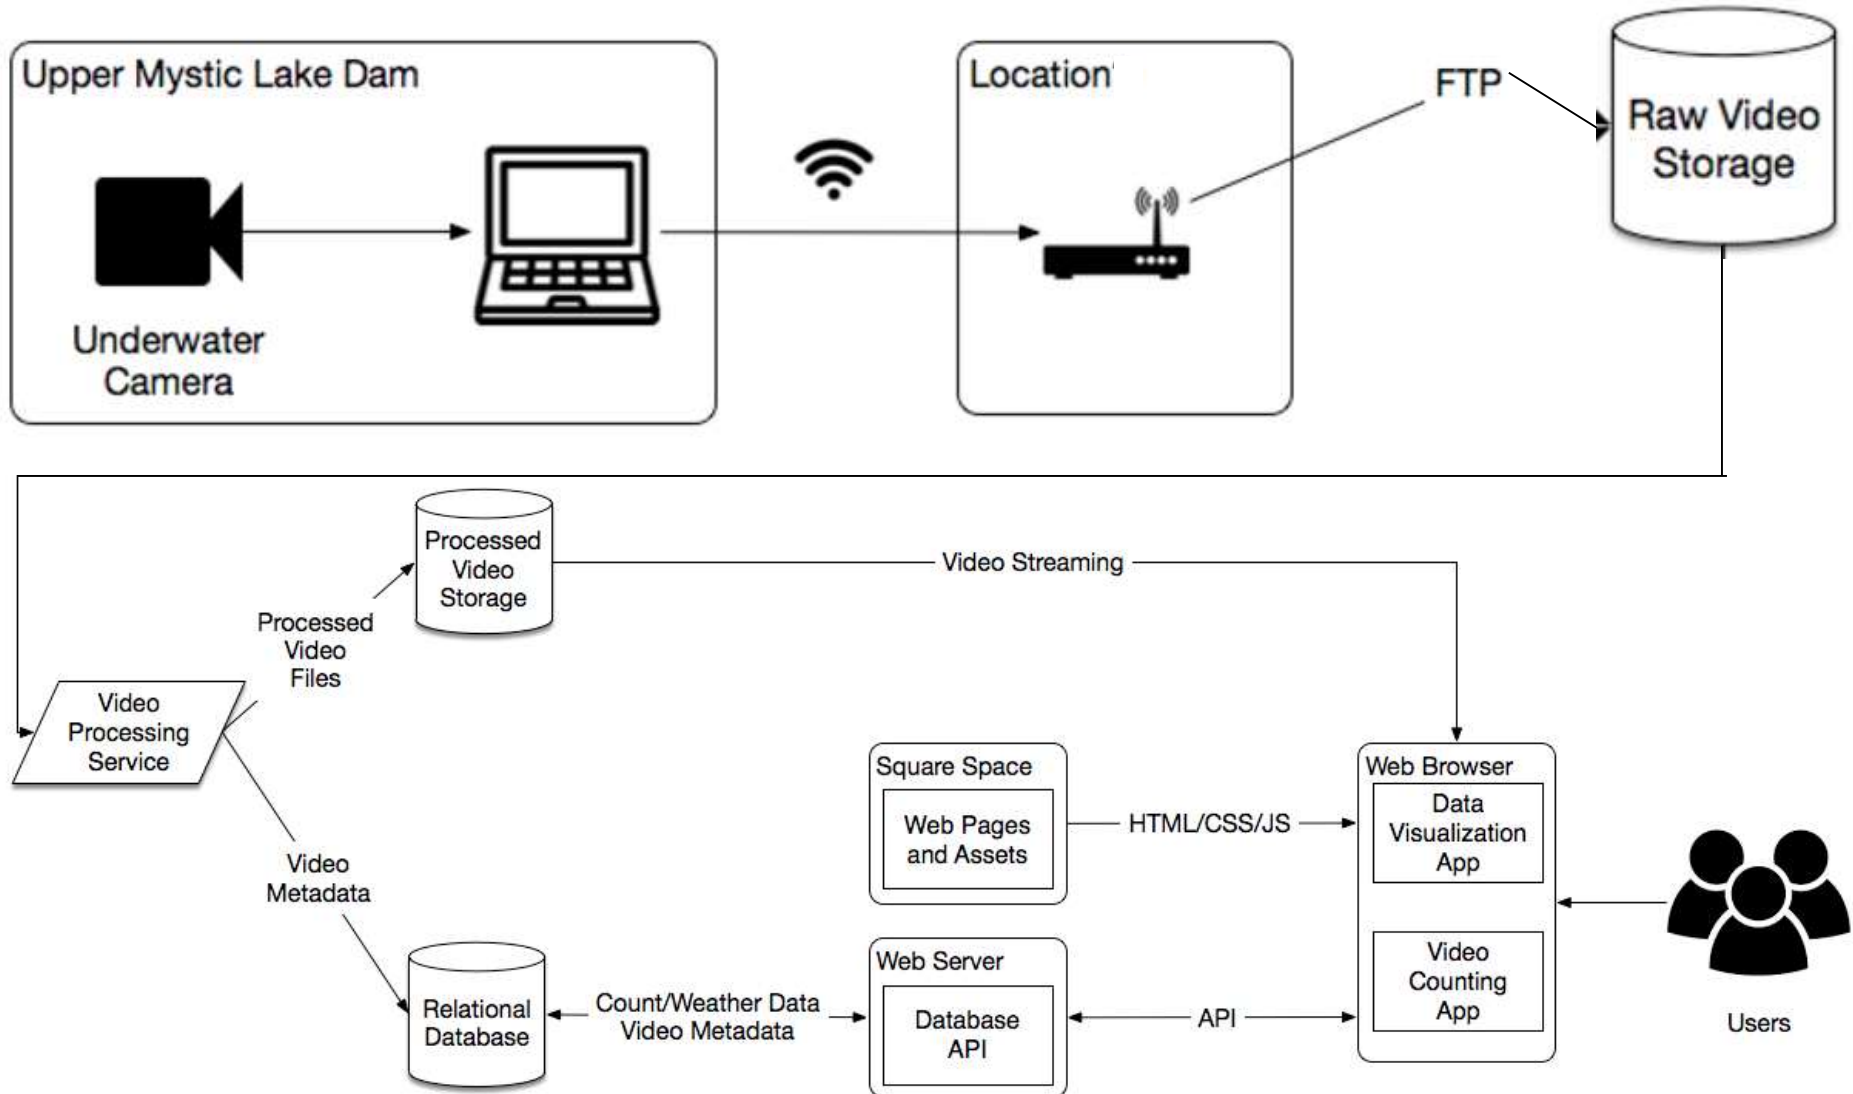 Upper Mystic Lake Dam
Underwater
Camera
Location
FTP
Raw Video
Storage
Processed
Video
Storage
Video Streaming
Processed
Video
Files
Video
Processing
Service
Video
Metadata
Relational
Database
Count/Weather Data
Video Metadata
Square Space
Web Pages
and Assets
HTML/CSS/JS
Web Server
Database
API
API
Web Browser
Data
Visualization
App
Video
Counting
App
Users